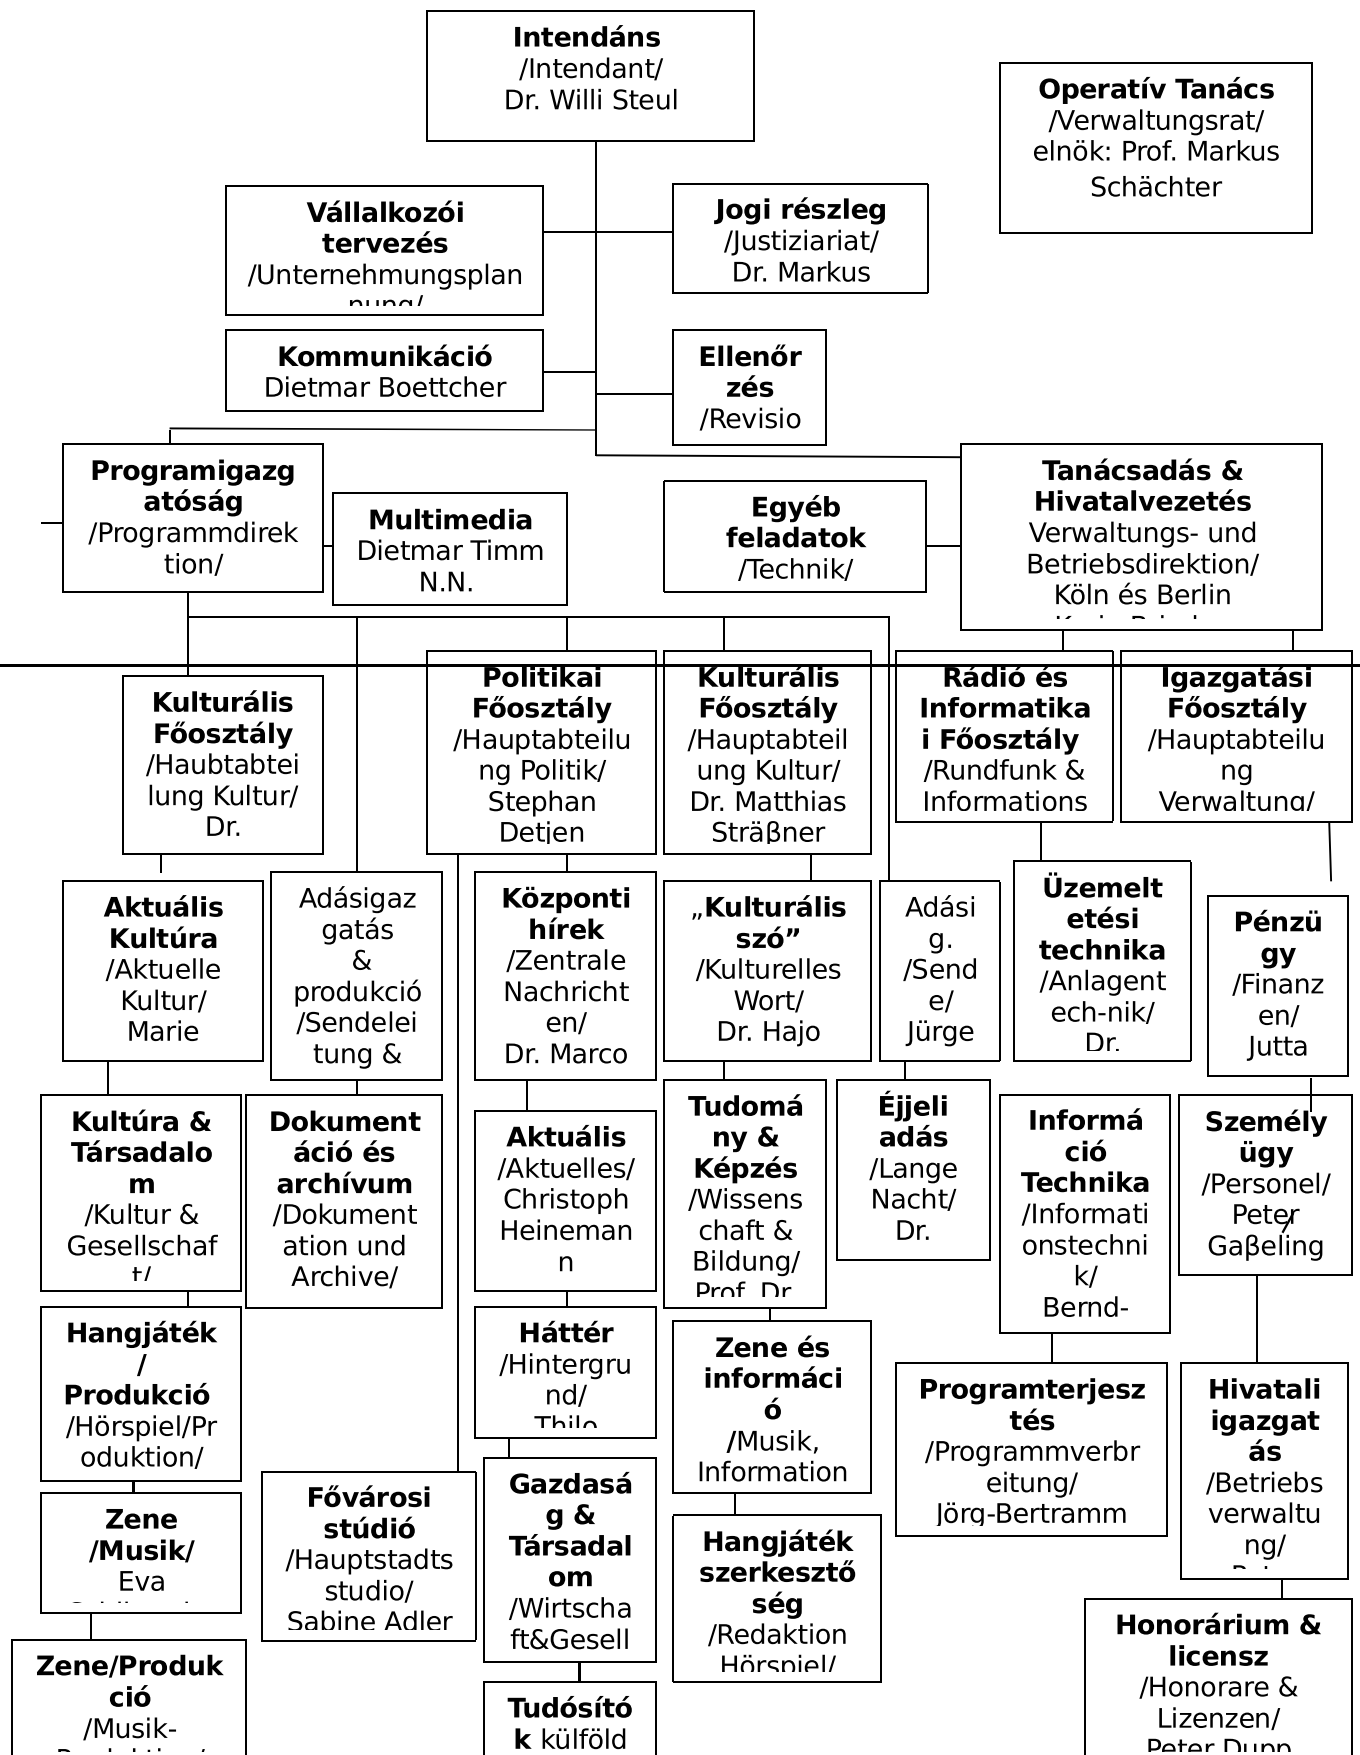 Intendáns
/Intendant/
Dr. Willi Steul
Operatív Tanács
/Verwaltungsrat/
elnök: Prof. Markus
Schächter
Vállalkozói
tervezés
/Unternehmungsplan
nung/
Jogi részleg
/Justiziariat/
Dr. Markus
Kommunikáció
Dietmar Boettcher
Ellenőr
zés
/Revisio
Programigazg
atóság
/Programmdirek
tion/
Multimedia
Dietmar Timm
N.N.
Egyéb
feladatok
/Technik/
Tanácsadás &
Hivatalvezetés
Verwaltungs- und
Betriebsdirektion/
Köln és Berlin
Kulturális
Főosztály
/Haubtabtei
lung Kultur/
Dr.
Politikai
Főosztály
/Hauptabteilu
ng Politik/
Stephan
Detjen
Kulturális
Főosztály
/Hauptabteil
ung Kultur/
Dr. Matthias
Sträβner
Rádió és
Informatika
i Főosztály
/Rundfunk &
Informations
Igazgatási
Főosztály
/Hauptabteilu
ng
Verwaltung/
Aktuális
Kultúra
/Aktuelle
Kultur/
Marie
Adásigaz
gatás
&
produkció
/Sendelei
tung &
Központi
hírek
/Zentrale
Nachricht
en/
Dr. Marco
„Kulturális
szó”
/Kulturelles
Wort/
Dr. Hajo
Adási
g.
/Send
e/
Jürge
Üzemelt
etési
technika
/Anlagent
ech-nik/
Dr.
Pénzü
gy
/Finanz
en/
Jutta
Kultúra &
Társadalo
m
/Kultur &
Gesellschaf
t/
Dokument
áció és
archívum
/Dokument
ation und
Archive/
Aktuális
/Aktuelles/
Christoph
Heineman
n
Tudomá
ny &
Képzés
/Wissens
chaft &
Bildung/
Prof. Dr.
Éjjeli
adás
/Lange
Nacht/
Dr.
Informá
ció
Technika
/Informati
onstechni
k/
Bernd-
Személy
ügy
/Personel/
Peter
Gaβeling
Hangjáték
/
Produkció
/Hörspiel/Pr
oduktion/
Háttér
/Hintergru
nd/
Thilo
Zene és
informáci
ó
/Musik,
Information
Programterjesz
tés
/Programmverbr
eitung/
Jörg-Bertramm
Hivatali
igazgat
ás
/Betriebs
verwaltu
ng/
Zene
/Musik/
Eva
Fővárosi
stúdió
/Hauptstadts
studio/
Sabine Adler
Gazdasá
g &
Társadal
om
/Wirtscha
ft&Gesell
Hangjáték
szerkesztő
ség
/Redaktion
Hörspiel/
Honorárium &
licensz
/Honorare &
Lizenzen/
Peter Dupp
Zene/Produk
ció
/Musik-
Tudósító
k külföld